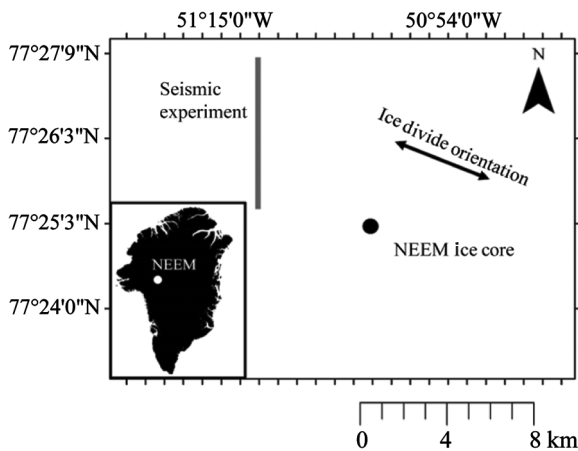 51°15'0"W 50°54'0"W
77°27'9"N
N
Seismic
experiment
Ice divide orientation
77°26'3"N
77°25'3"N
NEEM ice core
NEEM
77°24'0"N
0 4 8 km